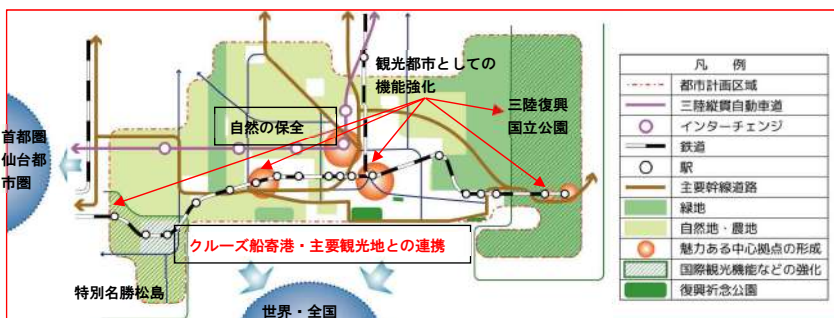 観光都市としての
機能強化
三陸復興
国立公園
自然の保全
首都圏
仙台都
市圏
クルーズ船寄港・主要観光地との連携
特別名勝松島
世界・全国
凡 例
都市計画区域
三陸縦貫自動車道
インターチェンジ
鉄道
駅
主要幹線道路
緑地
自然地・農地
魅力ある中心拠点の形成
国際観光機能などの強化
復興祈念公園